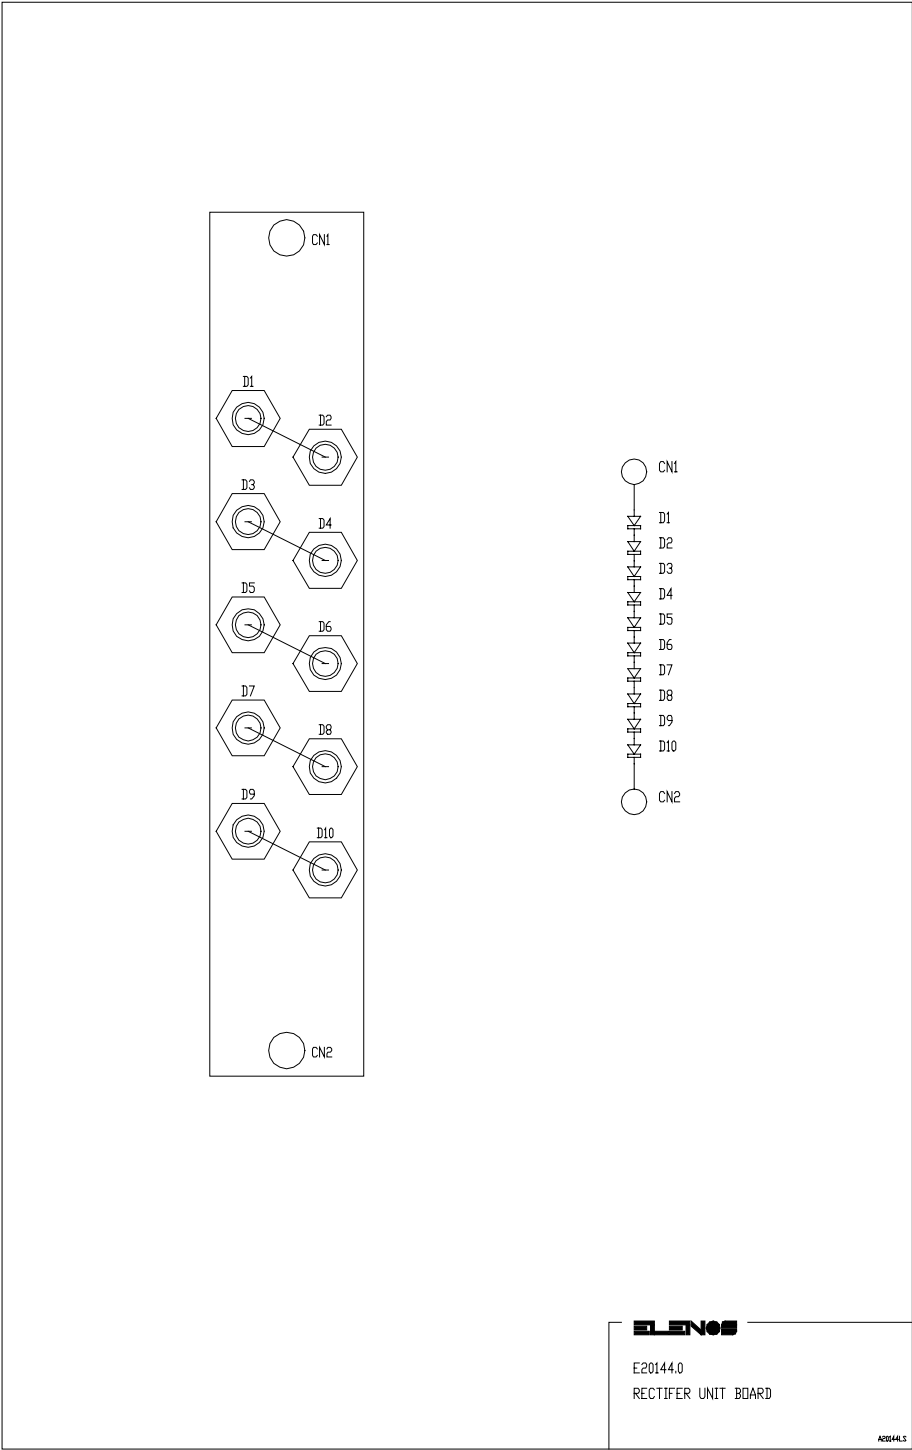 CN1
D1
D2
D3
D4
D5
D6
D7
D8
D9
D10
CN2
CN1
D1
D2
D3
D4
D5
D6
D7
D8
D9
D10
CN2
ELENOS
E20144.0
RECTIFER UNIT BOARD
A20144LS